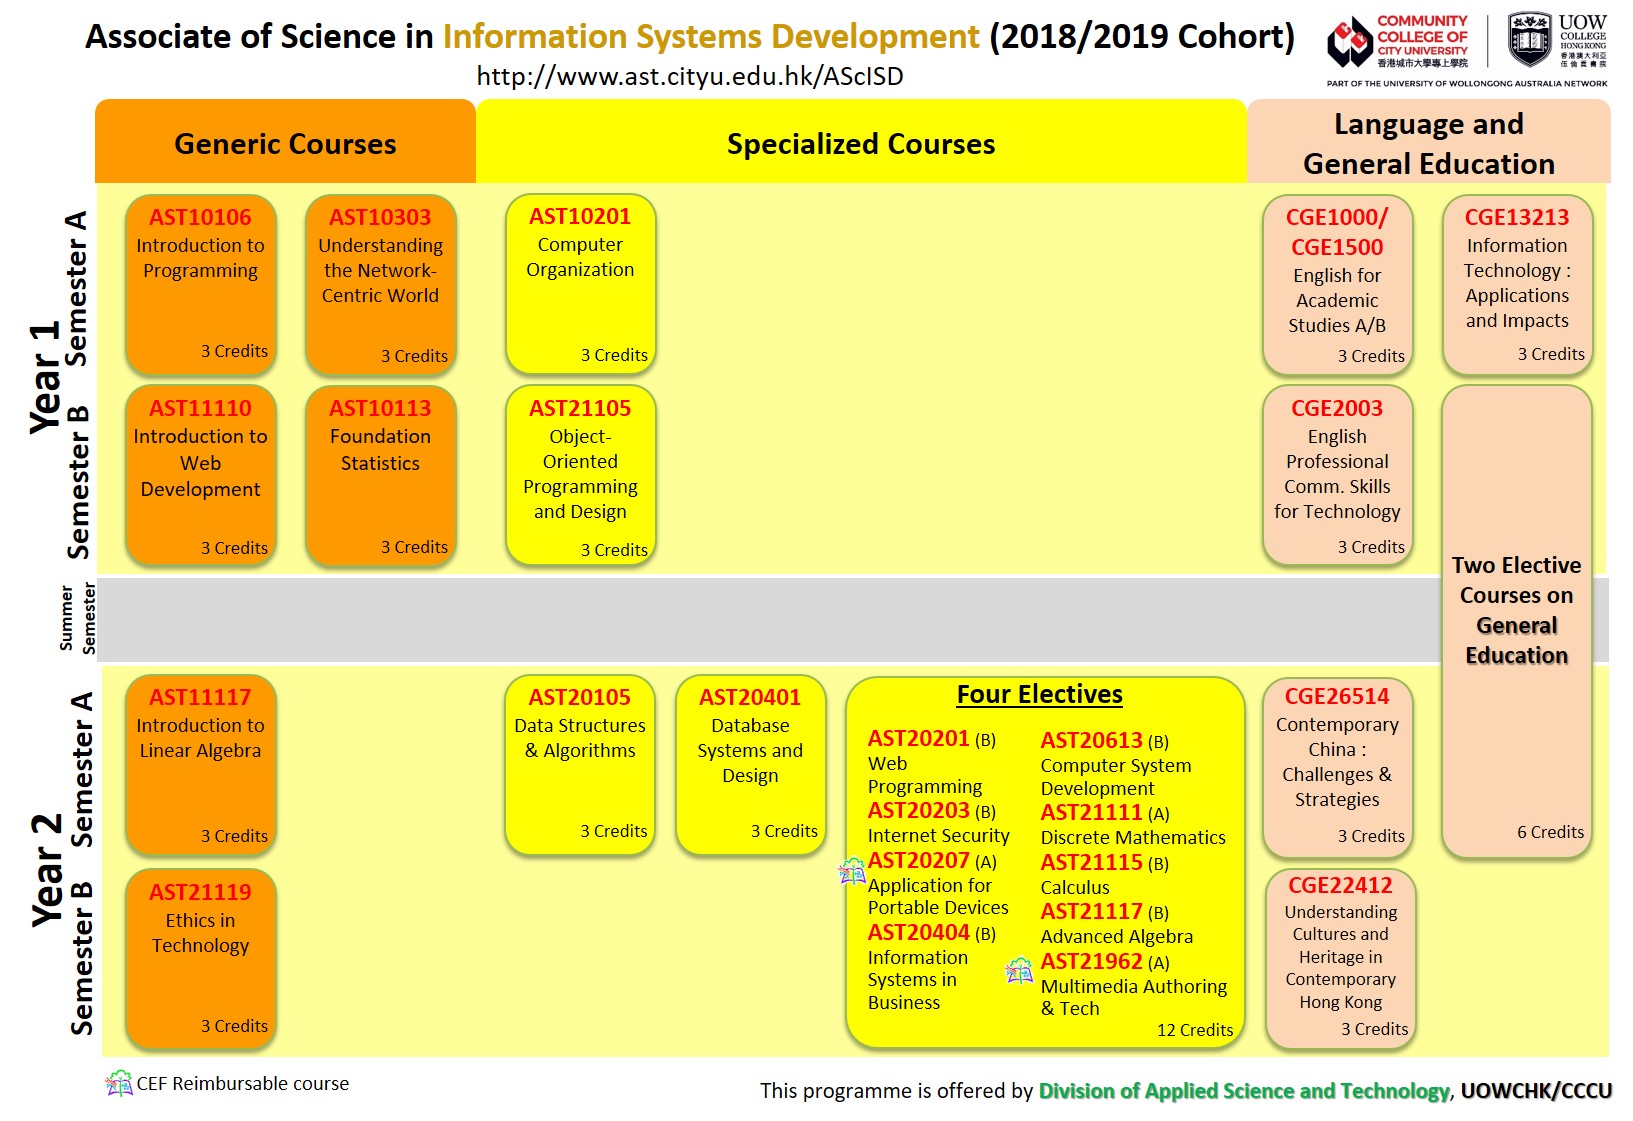 Associate of Science in Information Systems Development (2018/2019 Cohort)
http://www.ast.cityu.edu.hk/AScISD
COMMUNITY
COLLEGE OF
CITY UNIVERSITY
香港城市大學專上學院
UOW
COLLEGE
HONG KONG
香港澳大利亞
伍倫貢書院
PART OF THE UNIVERSITY OF WOLLONGONG AUSTRALIA NETWORK
Generic Courses
Specialized Courses
Language and
General Education
Year 1
Semester A
AST10106
Introduction to
Programming
3 Credits
AST10303
Understanding
the Network-
Centric World
3 Credits
AST10201
Computer
Organization
3 Credits
CGE1000/
CGE1500
English for
Academic
Studies A/B
3 Credits
CGE13213
Information
Technology :
Applications
and Impacts
3 Credits
Semester B
AST11110
Introduction to
Web
Development
3 Credits
AST10113
Foundation
Statistics
3 Credits
AST21105
Object-
Oriented
Programming
and Design
3 Credits
CGE2003
English
Professional
Comm. Skills
for Technology
3 Credits
Two Elective
Courses on
General
Education
6 Credits
Summer
Semester
Year 2
Semester A
AST11117
Introduction to
Linear Algebra
3 Credits
AST20105
Data Structures
& Algorithms
3 Credits
AST20401
Database
Systems and
Design
3 Credits
Four Electives
AST20201 (B)
Web
Programming
AST20203 (B)
Internet Security
AST20207 (A)
Application for
Portable Devices
AST20404 (B)
Information
Systems in
Business
AST20613 (B)
Computer System
Development
AST21111 (A)
Discrete Mathematics
AST21115 (B)
Calculus
AST21117 (B)
Advanced Algebra
AST21962 (A)
Multimedia Authoring
& Tech
12 Credits
CGE26514
Contemporary
China :
Challenges &
Strategies
3 Credits
Semester B
AST21119
Ethics in
Technology
3 Credits
CGE22412
Understanding
Cultures and
Heritage in
Contemporary
Hong Kong
3 Credits
CEF Reimbursable course
This programme is offered by Division of Applied Science and Technology, UOWCHK/CCCU